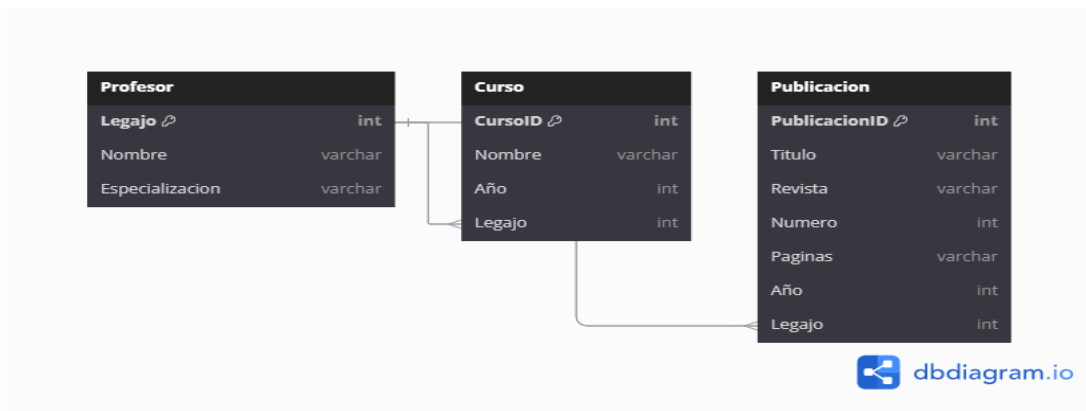 Profesor
Legajo int
Nombre varchar
Especializacion varchar
Curso
CursoID int
Nombre varchar
Año int
Legajo int
Publicacion
PublicacionID int
Titulo varchar
Revista varchar
Numero int
Paginas varchar
Año int
Legajo int
dbdiagram.io